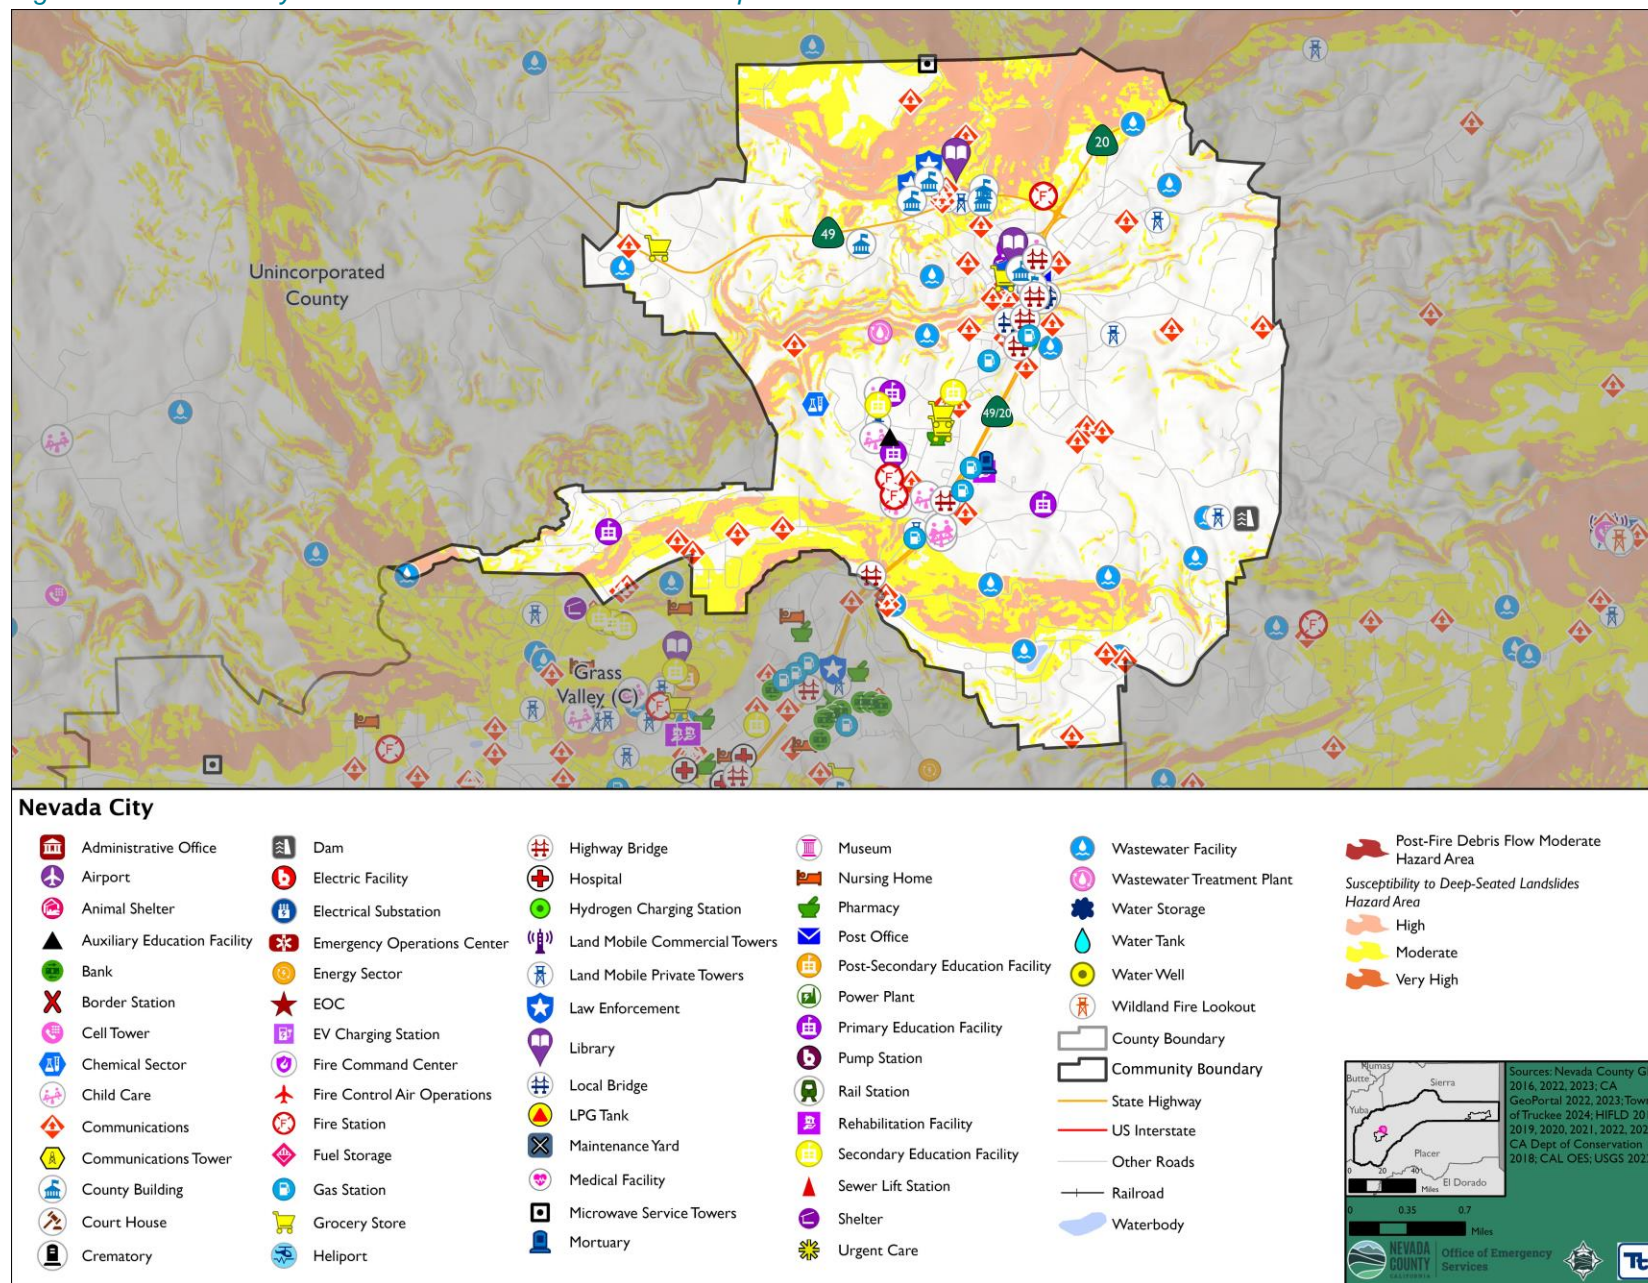 20
49
Unincorporated
County
49/20
Grass
Valley (C)
Nevada City
Administrative Office
Airport
Animal Shelter
Auxiliary Education Facility
Bank
Border Station
Cell Tower
Chemical Sector
Child Care
Communications
Communications Tower
County Building
Court House
Crematory
Dam
Electric Facility
Electrical Substation
Emergency Operations Center
Energy Sector
EOC
EV Charging Station
Fire Command Center
Fire Control Air Operations
Fire Station
Fuel Storage
Gas Station
Grocery Store
Heliport
Highway Bridge
Hospital
Hydrogen Charging Station
Land Mobile Commercial Towers
Land Mobile Private Towers
Law Enforcement
Library
Local Bridge
LPG Tank
Maintenance Yard
Medical Facility
Microwave Service Towers
Mortuary
Museum
Nursing Home
Pharmacy
Post Office
Post-Secondary Education Facility
Power Plant
Primary Education Facility
Pump Station
Rail Station
Rehabilitation Facility
Secondary Education Facility
Sewer Lift Station
Shelter
Urgent Care
Wastewater Facility
Wastewater Treatment Plant
Water Storage
Water Tank
Water Well
Wildland Fire Lookout
County Boundary
Community Boundary
State Highway
US Interstate
Other Roads
Railroad
Waterbody
Post-Fire Debris Flow Moderate
Hazard Area
Susceptibility to Deep-Seated Landslides
Hazard Area
High
Moderate
Very High
Plumas
Butte
Sierra
Yuba
Placer
El Dorado
0 20 40
Miles
Sources: Nevada County
2016, 2022, 2023; CA
GeoPortal 2022, 2023; Town
of Truckee 2024; HIFLD
2019, 2020, 2021, 2022,
CA Dept of Conservation
2018; CAL OES; USGS
0 0.35 0.7
Miles
NEVADA
COUNTY
CALIFORNIA
Office of Emergency
Services